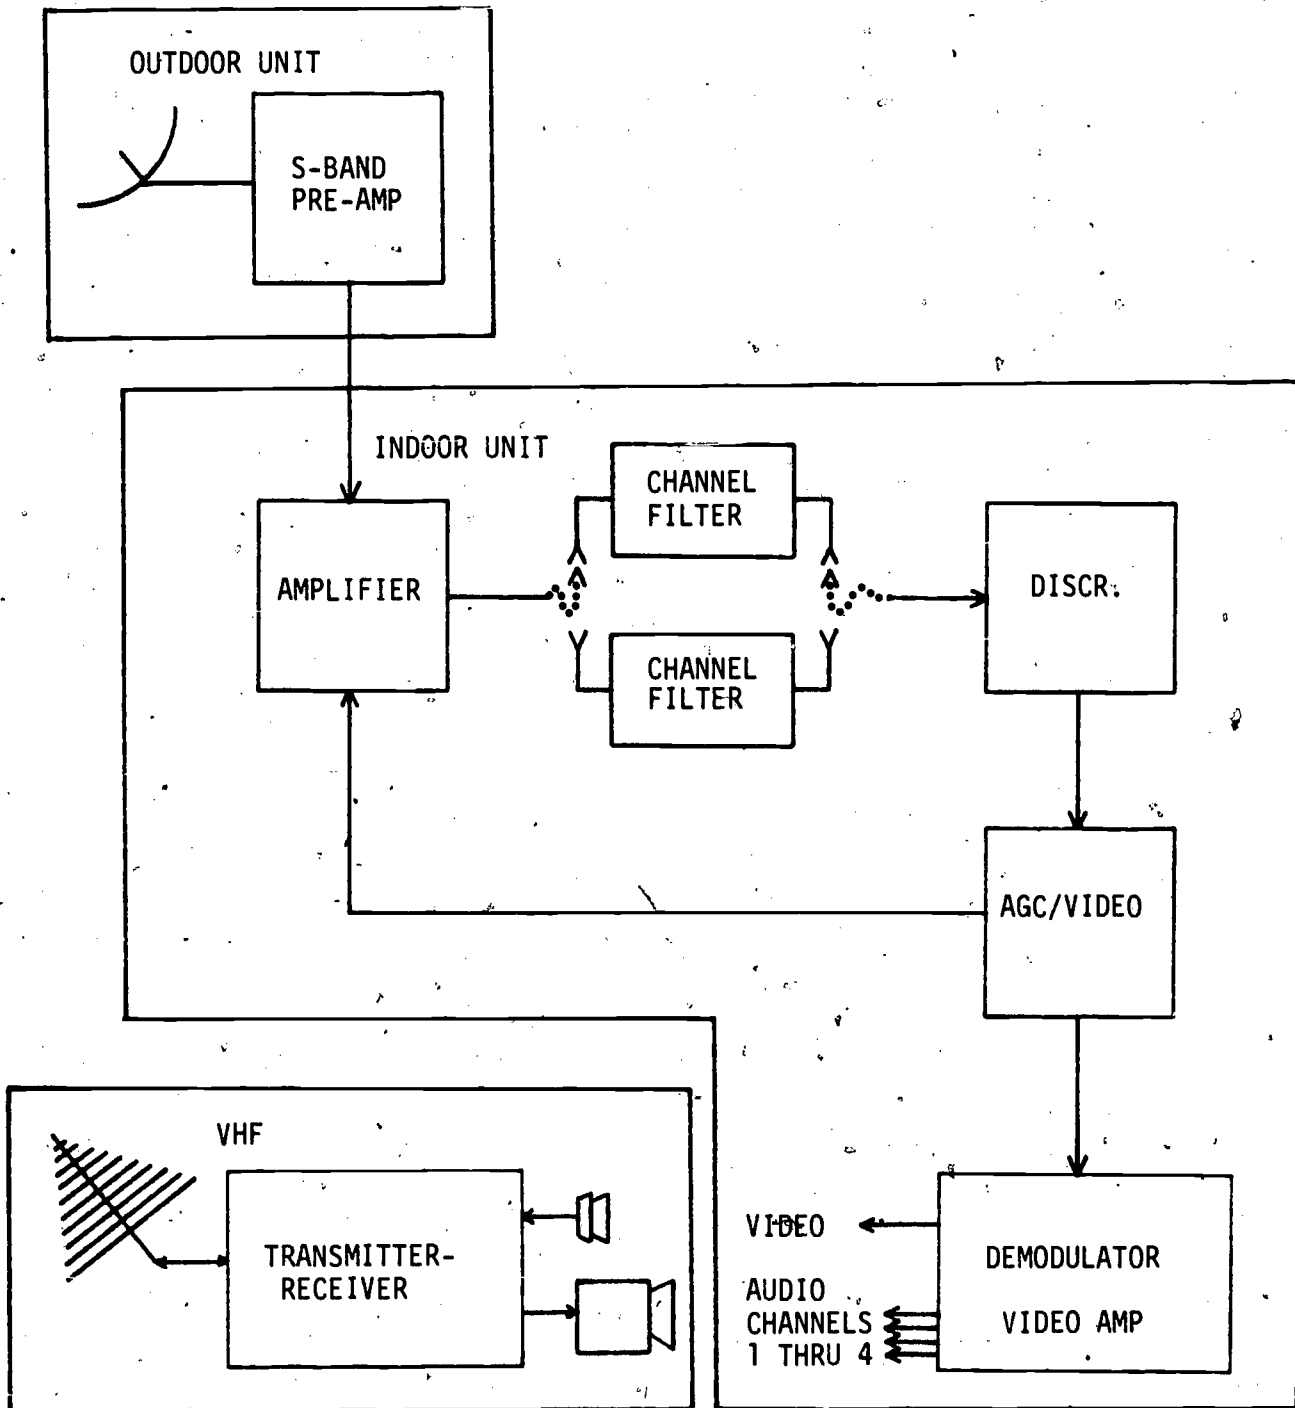 OUTDOOR UNIT
S-BAND
PRE-AMP
INDOOR UNIT
CHANNEL
FILTER
AMPLIFIER
DISCR.
CHANNEL
FILTER
AGC/VIDEO
VHF
TRANSMITTER-
RECEIVER
VIDEO
AUDIO
CHANNELS
1 THRU 4
DEMODULATOR
VIDEO AMP